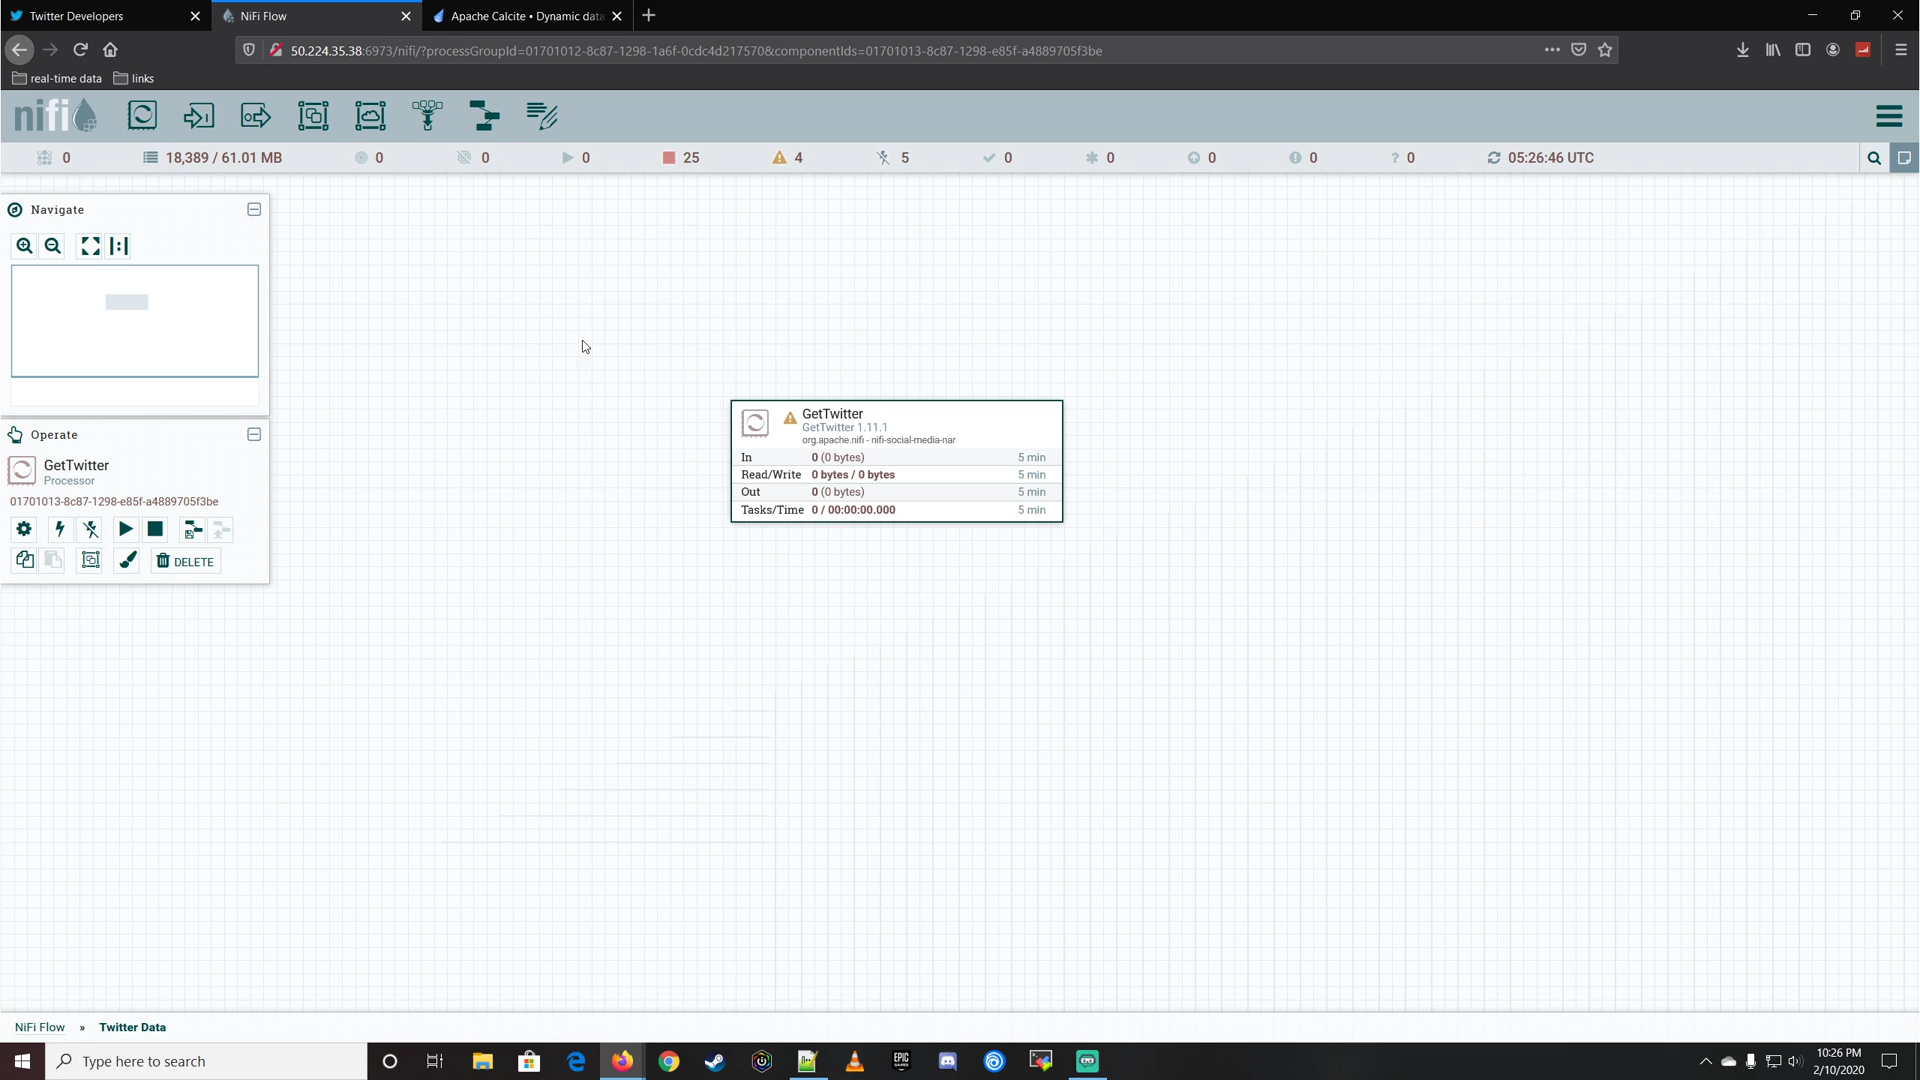 Twitter Developers
NiFi Flow
Apache Calcite • Dynamic data
50.224.35.38:6973/nifi/?processGroupId=01701012-8c87-1298-1a6f-0cdc4d217570&componentIds=01701013-8c87-1298-e85f-a4889705f3be
real-time data
links
nifi
0
18,389 / 61.01 MB
0
0
0
25
4
5
0
0
0
0
0
05:26:46 UTC
Navigate
Operate
GetTwitter
Processor
01701013-8c87-1298-e85f-a4889705f3be
DELETE
GetTwitter
GetTwitter 1.11.1
org.apache.nifi - nifi-social-media-nar
In 0 (0 bytes) 5 min
Read/Write 0 bytes / 0 bytes 5 min
Out 0 (0 bytes) 5 min
Tasks/Time 0 / 00:00:00.000 5 min
NiFi Flow » Twitter Data
Type here to search
EPIC GAMES
10:26 PM
2/10/2020